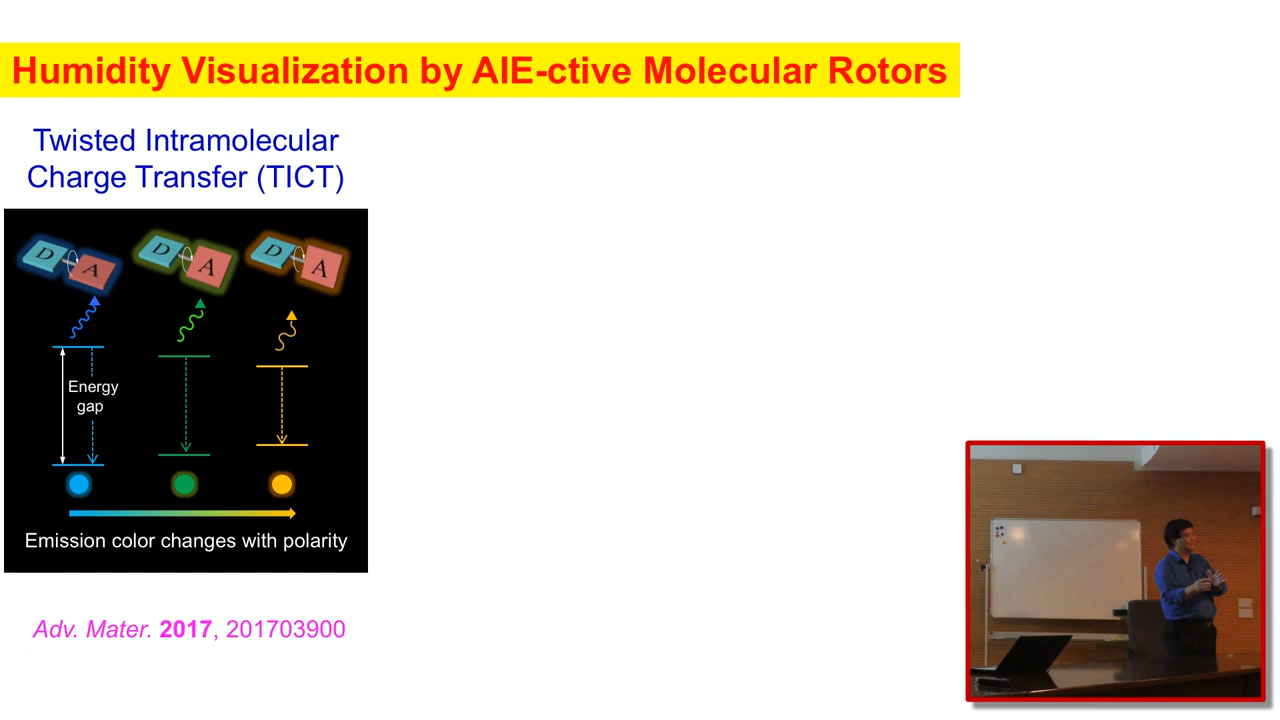 Humidity Visualization by AIE-ctive Molecular Rotors
Twisted Intramolecular
Charge Transfer (TICT)
D A
D A
D A
Energy
gap
Emission color changes with polarity
Adv. Mater. 2017, 201703900